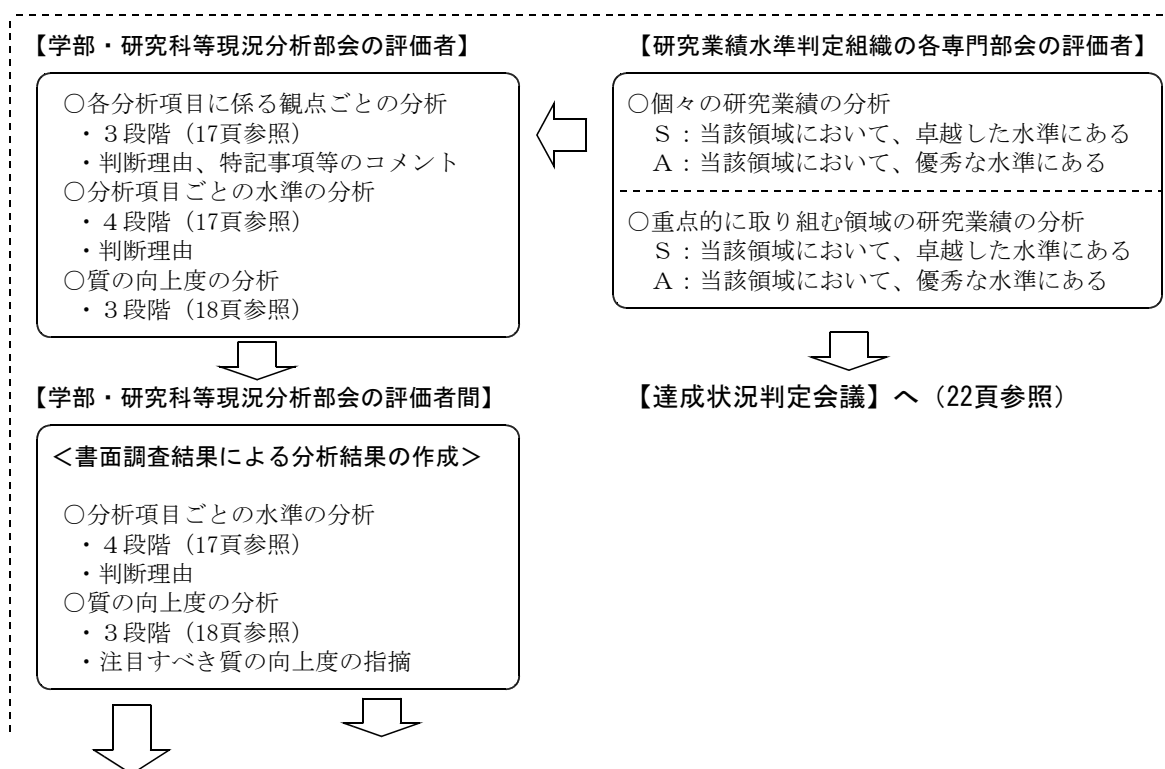 【学部・研究科等現況分析部会の評価者】
○各分析項目に係る観点ごとの分析
・３段階（17頁参照）
・判断理由、特記事項等のコメント
○分析項目ごとの水準の分析
・４段階（17頁参照）
・判断理由
○質の向上度の分析
・３段階（18頁参照）
【研究業績水準判定組織の各専門部会の評価者】
○個々の研究業績の分析
Ｓ：当該領域において、卓越した水準にある
Ａ：当該領域において、優秀な水準にある
○重点的に取り組む領域の研究業績の分析
Ｓ：当該領域において、卓越した水準にある
Ａ：当該領域において、優秀な水準にある
【学部・研究科等現況分析部会の評価者間】
＜書面調査結果による分析結果の作成＞
○分析項目ごとの水準の分析
・４段階（17頁参照）
・判断理由
○質の向上度の分析
・３段階（18頁参照）
・注目すべき質の向上度の指摘
【達成状況判定会議】へ（22頁参照）